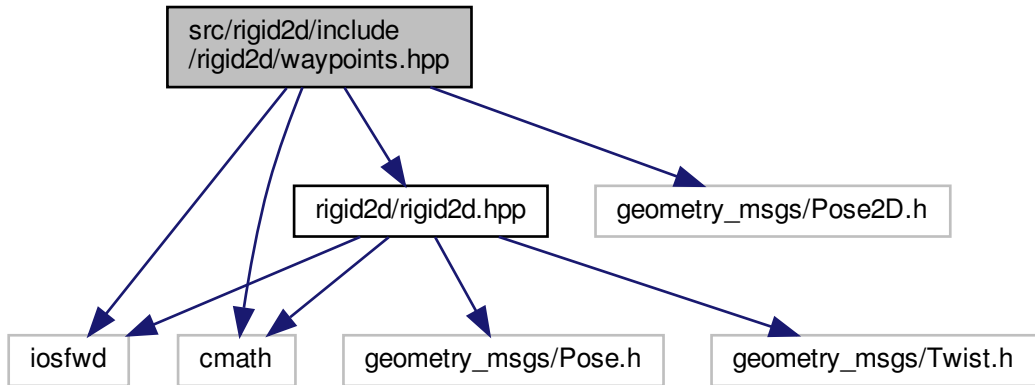 src/rigid2d/include
/rigid2d/waypoints.hpp
rigid2d/rigid2d.hpp
geometry_msgs/Pose2D.h
iosfwd
cmath
geometry_msgs/Pose.h
geometry_msgs/Twist.h